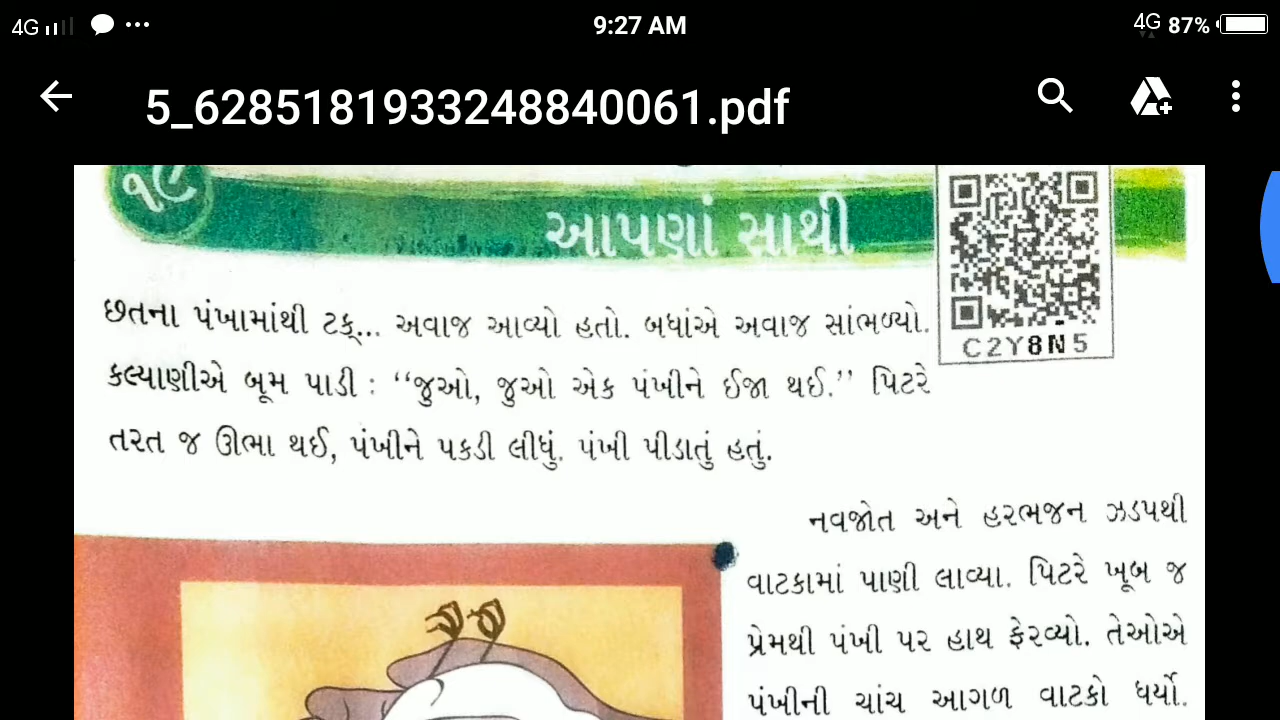 4G
9:27 AM
4G 87%
5_6285181933248840061.pdf
૧૯
આપણાં સાથી
C2Y8N5
છતના પંખામાંથી ટક્... અવાજ આવ્યો હતો. બધાંએ અવાજ સાંભળ્યો.
કલ્યાણીએ બૂમ પાડી : “જુઓ, જુઓ એક પંખીને ઈજા થઈ.” પિટરે
તરત જ ઊભા થઈ, પંખીને પકડી લીધું. પંખી પીડાતું હતું.
નવજોત અને હરભજન ઝડપથી
વાટકામાં પાણી લાવ્યા. પિટરે ખૂબ જ
પ્રેમથી પંખી પર હાથ ફેરવ્યો. તેઓએ
પંખીની ચાંચ આગળ વાટકો ધર્યો.